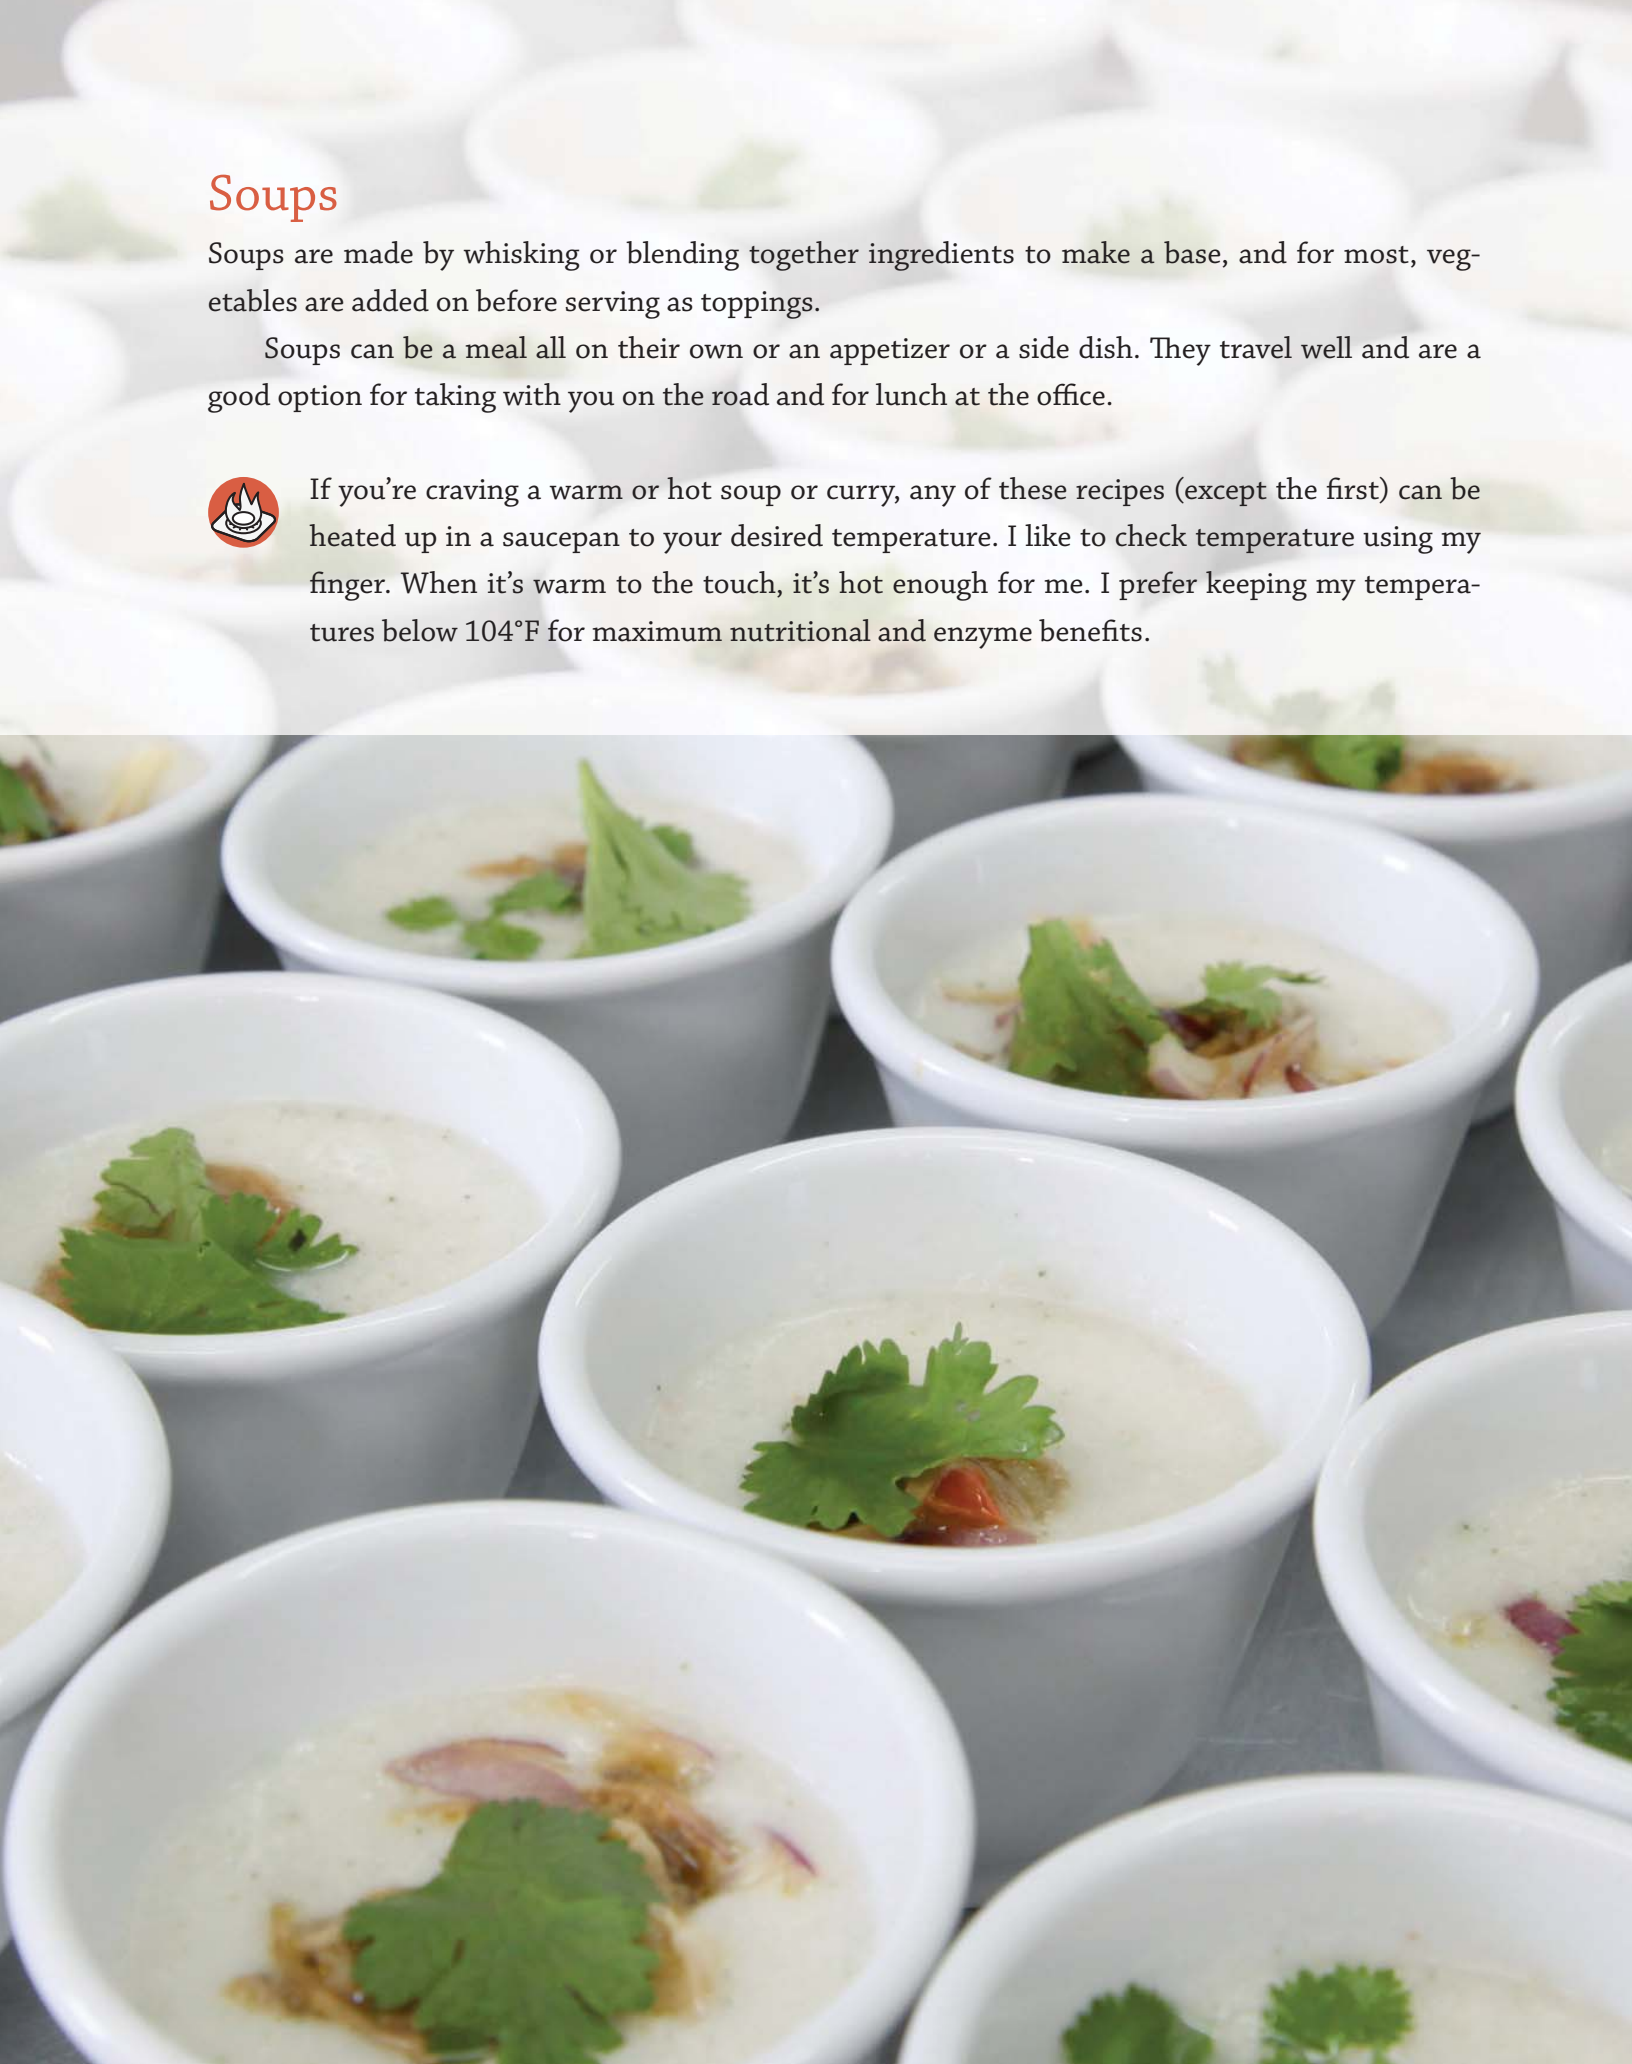 Soups
Soups are made by whisking or blending together ingredients to make a base, and for most, veg-
etables are added on before serving as toppings.
Soups can be a meal all on their own or an appetizer or a side dish. They travel well and are a
good option for taking with you on the road and for lunch at the office.
If you’re craving a warm or hot soup or curry, any of these recipes (except the first) can be
heated up in a saucepan to your desired temperature. I like to check temperature using my
finger. When it’s warm to the touch, it’s hot enough for me. I prefer keeping my tempera-
tures below 104°F for maximum nutritional and enzyme benefits.